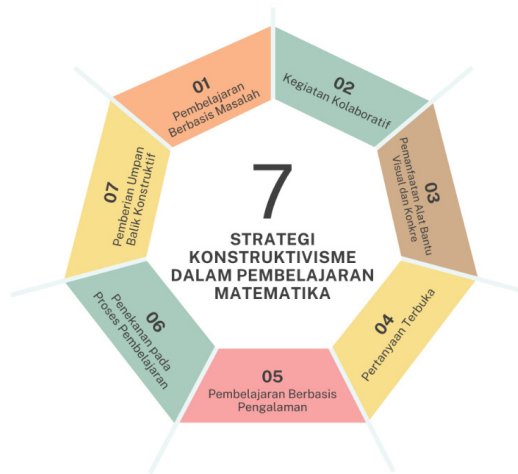 7
STRATEGI
KONSTRUKTIVISME
DALAM PEMBELAJARAN
MATEMATIKA
01
Pembelajaran
Berbasis Masalah
02
Kegiatan Kolaboratif
03
Pemanfaatan Alat Bantu
Visual dan Konkre
04
Pertanyaan Terbuka
05
Pembelajaran Berbasis
Pengalaman
06
Penekanan pada
Proses Pembelajaran
07
Pemberian Umpan
Balik Konstruktif